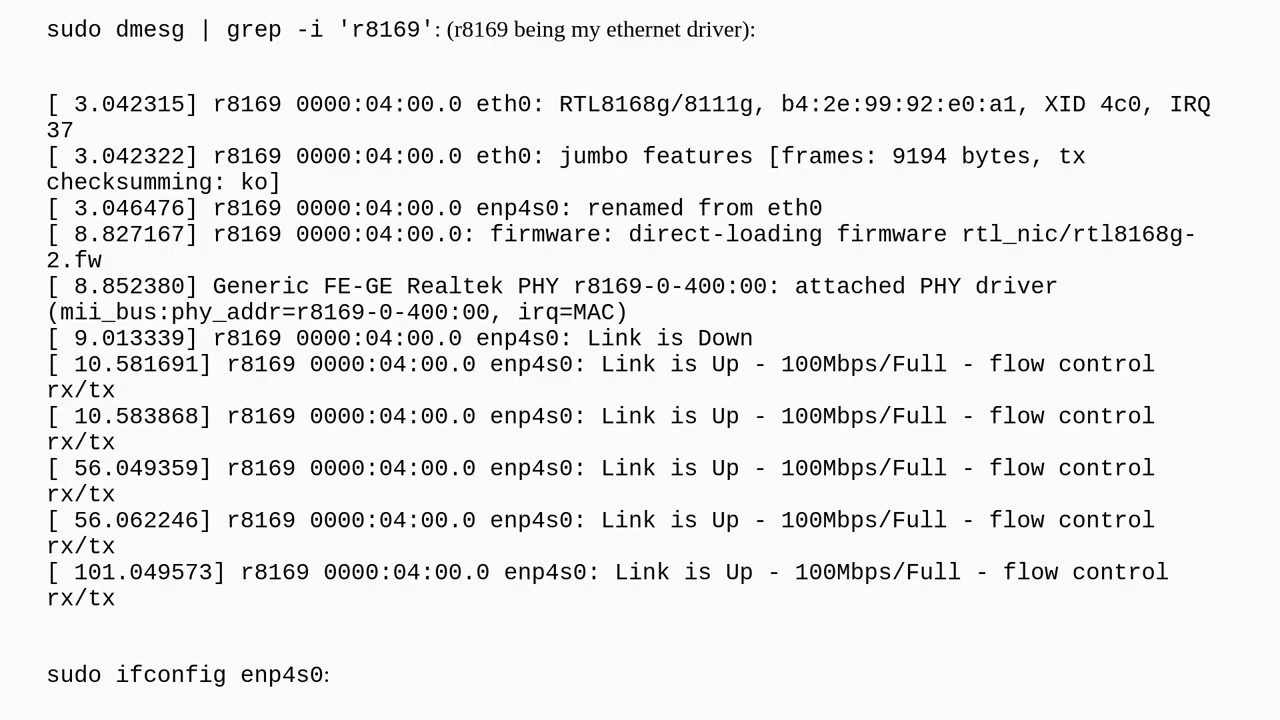 sudo dmesg | grep -i 'r8169': (r8169 being my ethernet driver):
[ 3.042315] r8169 0000:04:00.0 eth0: RTL8168g/8111g, b4:2e:99:92:e0:a1, XID 4c0, IRQ
37
[ 3.042322] r8169 0000:04:00.0 eth0: jumbo features [frames: 9194 bytes, tx
checksumming: ko]
[ 3.046476] r8169 0000:04:00.0 enp4s0: renamed from eth0
[ 8.827167] r8169 0000:04:00.0: firmware: direct-loading firmware rtl_nic/rtl8168g-
2.fw
[ 8.852380] Generic FE-GE Realtek PHY r8169-0-400:00: attached PHY driver
(mii_bus:phy_addr=r8169-0-400:00, irq=MAC)
[ 9.013339] r8169 0000:04:00.0 enp4s0: Link is Down
[ 10.581691] r8169 0000:04:00.0 enp4s0: Link is Up - 100Mbps/Full - flow control
rx/tx
[ 10.583868] r8169 0000:04:00.0 enp4s0: Link is Up - 100Mbps/Full - flow control
rx/tx
[ 56.049359] r8169 0000:04:00.0 enp4s0: Link is Up - 100Mbps/Full - flow control
rx/tx
[ 56.062246] r8169 0000:04:00.0 enp4s0: Link is Up - 100Mbps/Full - flow control
rx/tx
[ 101.049573] r8169 0000:04:00.0 enp4s0: Link is Up - 100Mbps/Full - flow control
rx/tx
sudo ifconfig enp4s0: